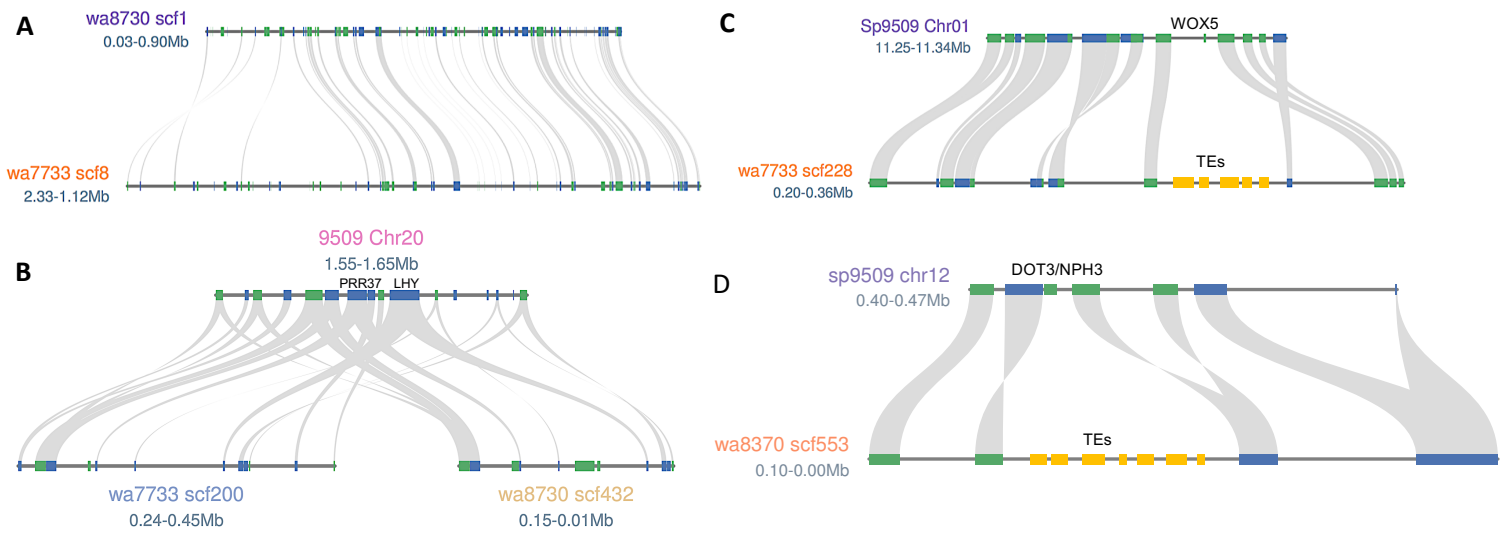 A
wa8730 scf1
0.03-0.90Mb
wa7733 scf8
2.33-1.12Mb
B
9509 Chr20
1.55-1.65Mb
PRR37 LHY
wa7733 scf200
0.24-0.45Mb
wa8730 scf432
0.15-0.01Mb
C
Sp9509 Chr01
11.25-11.34Mb
WOX5
TEs
wa7733 scf228
0.20-0.36Mb
D
sp9509 chr12
0.40-0.47Mb
DOT3/NPH3
TEs
wa8370 scf553
0.10-0.00Mb